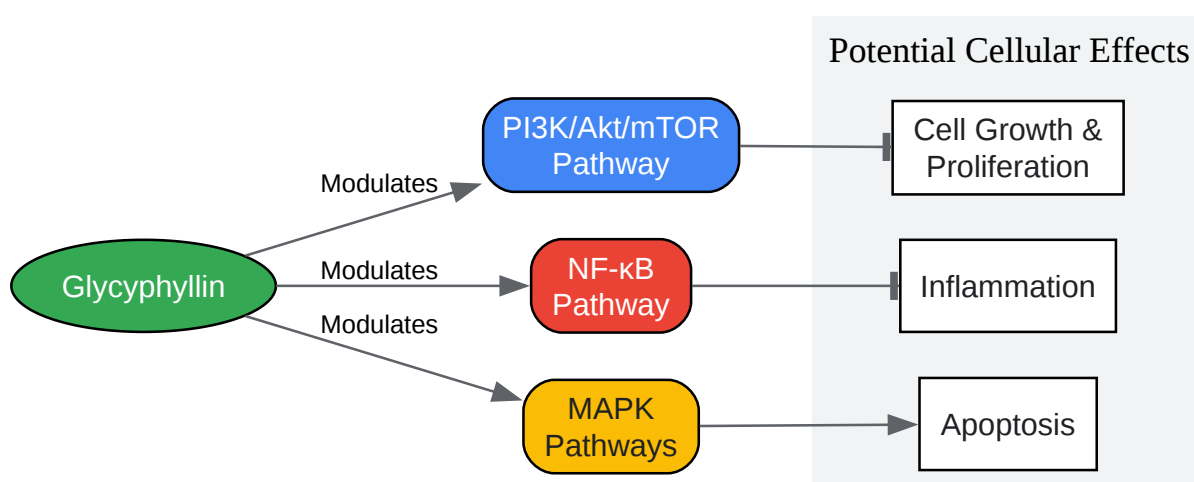 Potential Cellular Effects
PI3K/Akt/mTOR
Pathway
Cell Growth &
Proliferation
Modulates
Glycyphyllin
Modulates
NF-κB
Pathway
Inflammation
Modulates
MAPK
Pathways
Apoptosis